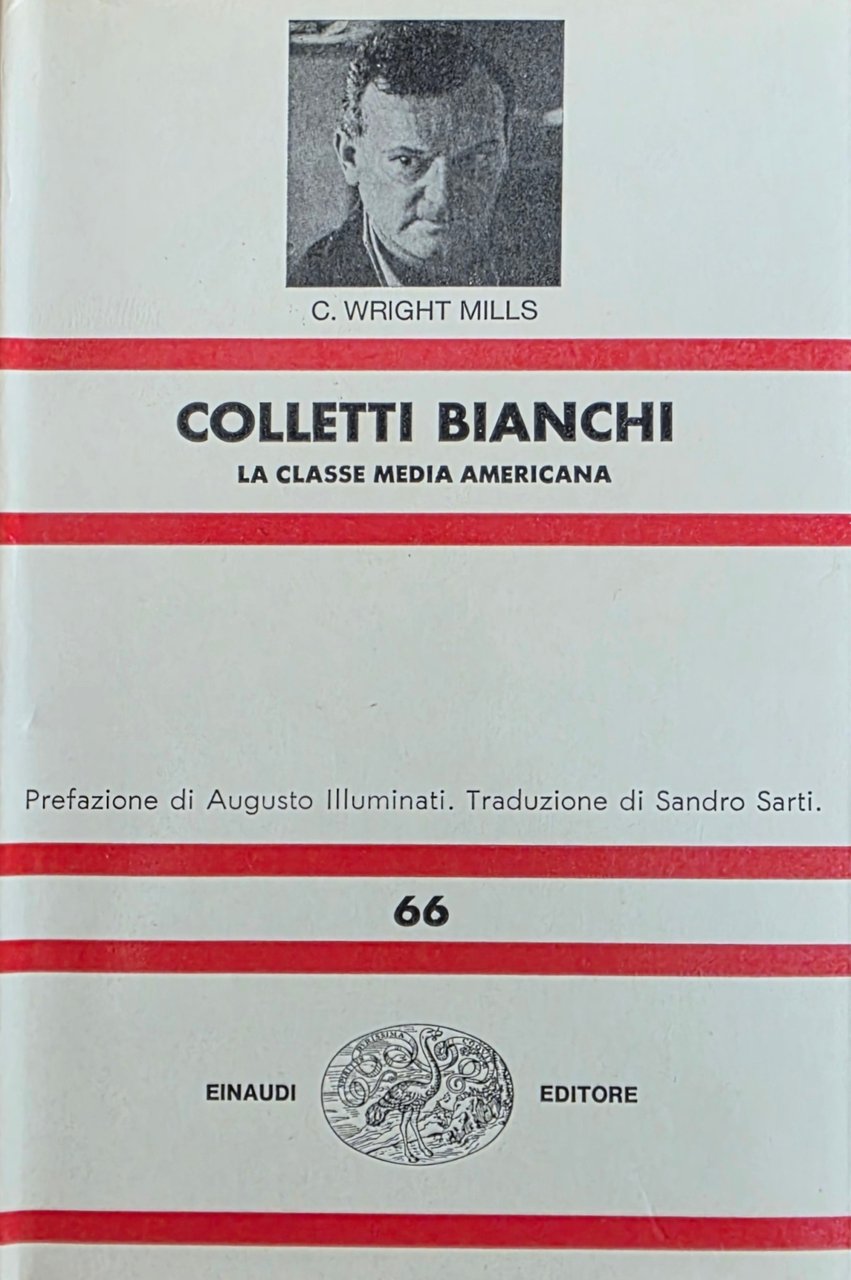 C. WRIGHT MILLS
COLLETTI BIANCHI
LA CLASSE MEDIA AMERICANA
Prefazione di Augusto Illuminati. Traduzione di Sandro Sarti.
66
EINAUDI EDITORE